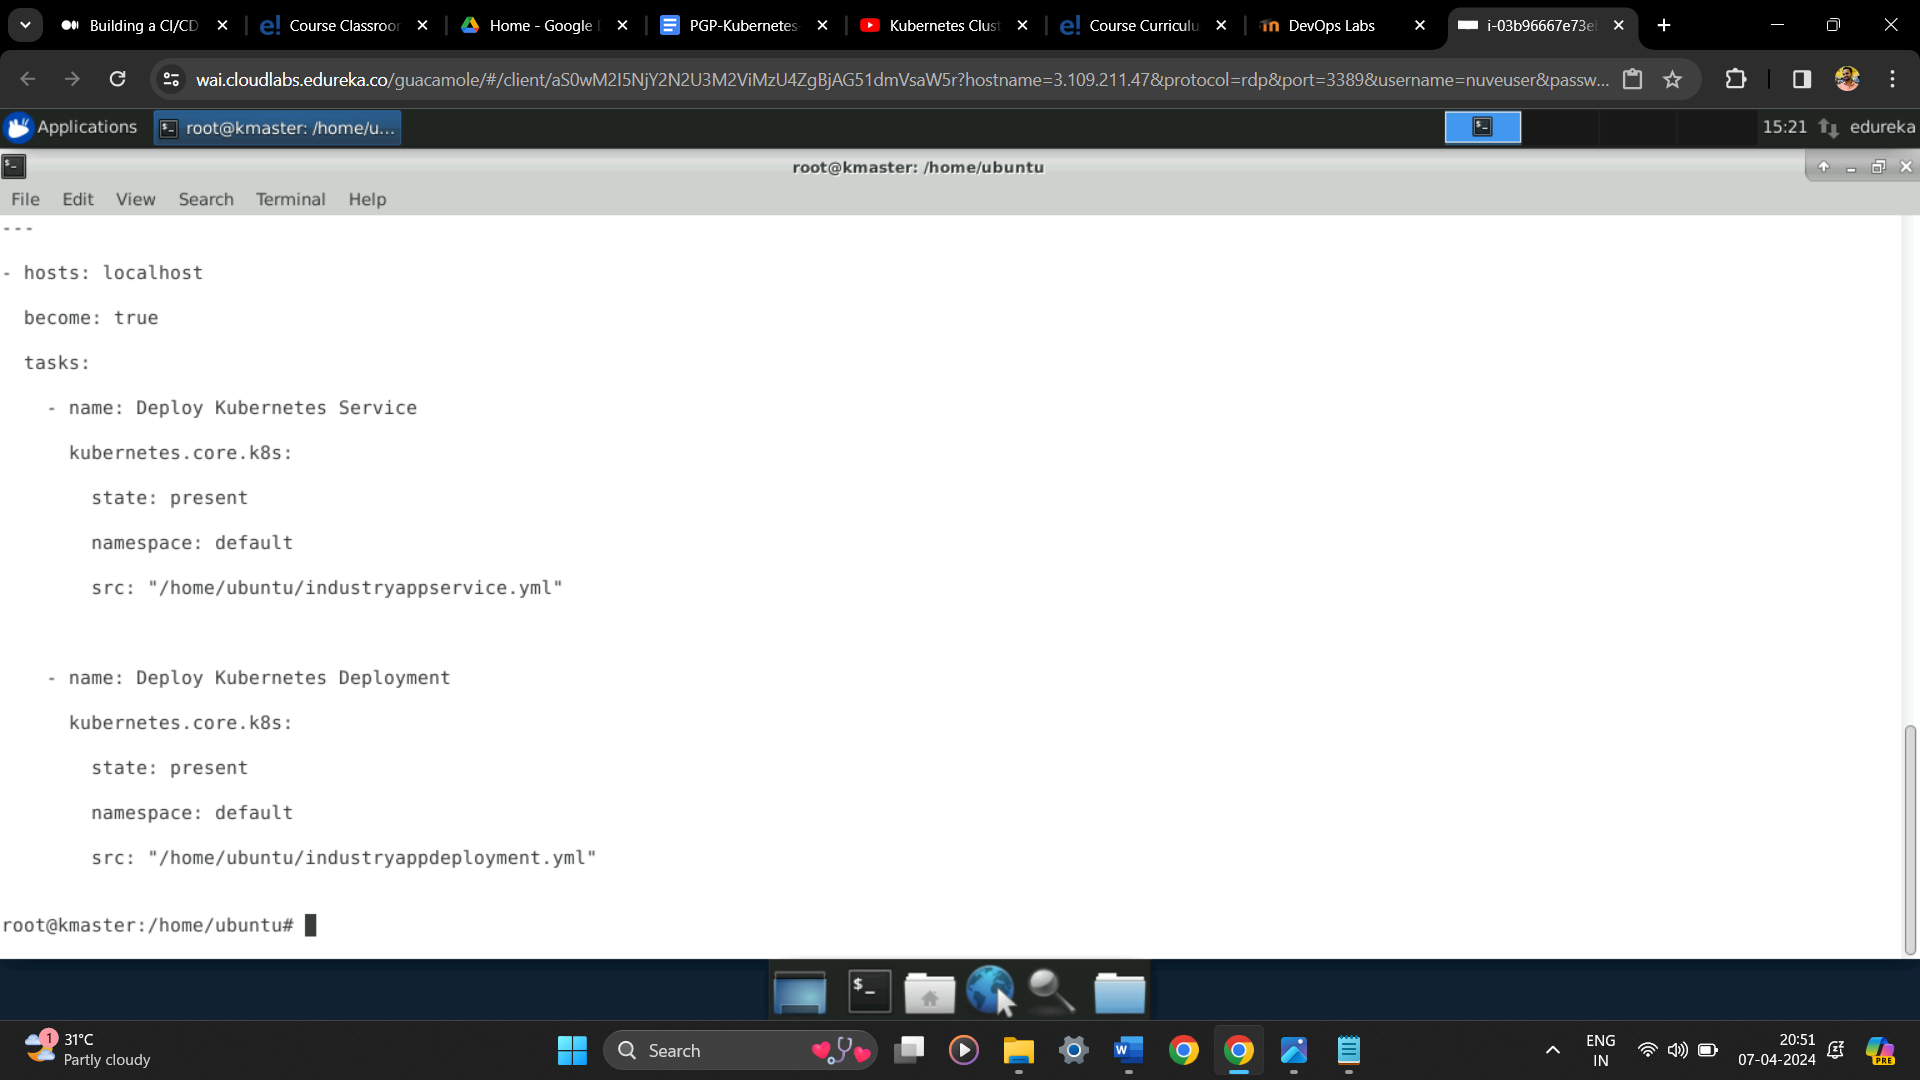 Building a CI/CD
Course Classroor
Home - Google D
PGP-Kubernetes-
Kubernetes Clust
Course Curriculu
DevOps Labs
i-03b96667e73el
wai.cloudlabs.edureka.co/guacamole/#/client/aS0wM2I5NjY2N2U3M2ViMzU4ZgBjAG51dmVsaW5r?hostname=3.109.211.47&protocol=rdp&port=3389&username=nuveuser&passw...
Applications
root@kmaster: /home/u...
15:21
edureka
root@kmaster: /home/ubuntu
File Edit View Search Terminal Help
---
- hosts: localhost
become: true
tasks:
- name: Deploy Kubernetes Service
kubernetes.core.k8s:
state: present
namespace: default
src: "/home/ubuntu/industryappservice.yml"
- name: Deploy Kubernetes Deployment
kubernetes.core.k8s:
state: present
namespace: default
src: "/home/ubuntu/industryappdeployment.yml"
root@kmaster:/home/ubuntu#
1
31°C
Partly cloudy
Search
ENG
IN
20:51
07-04-2024
PRE